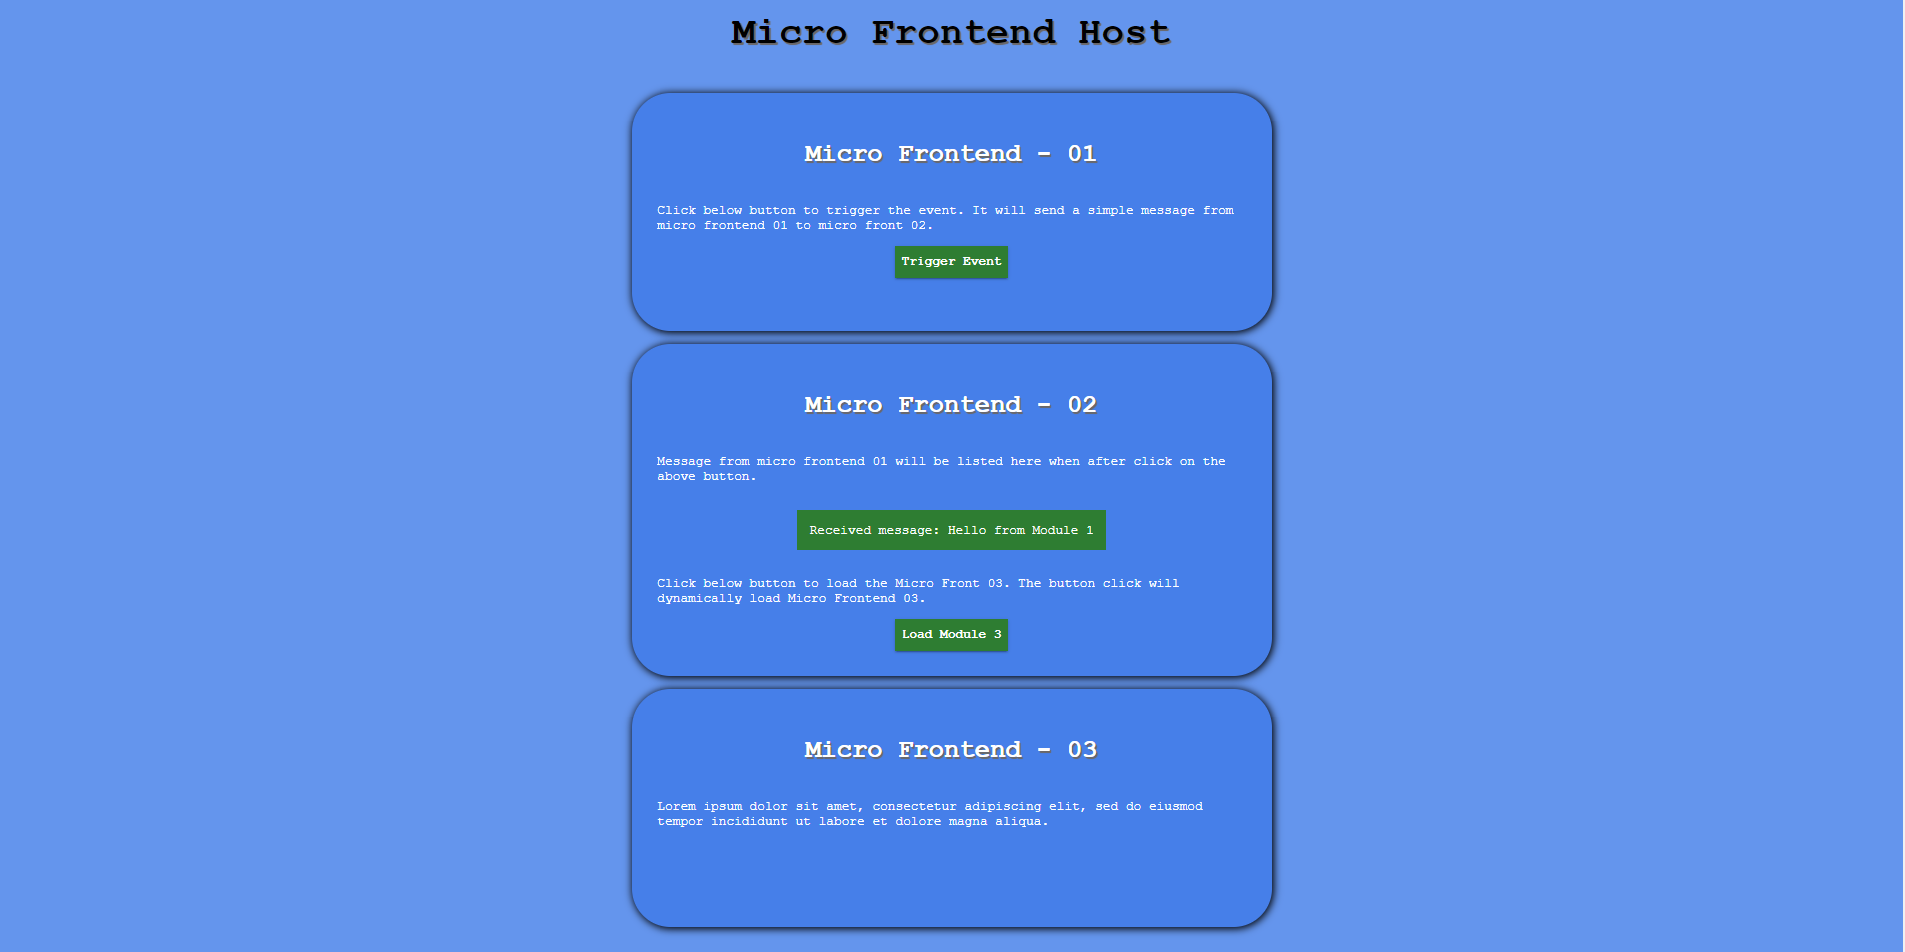 Micro Frontend Host
Micro Frontend - 01
Click below button to trigger the event. It will send a simple message from
micro frontend 01 to micro front 02.
Trigger Event
Micro Frontend - 02
Message from micro frontend 01 will be listed here when after click on the
above button.
Received message: Hello from Module 1
Click below button to load the Micro Front 03. The button click will
dynamically load Micro Frontend 03.
Load Module 3
Micro Frontend - 03
Lorem ipsum dolor sit amet, consectetur adipiscing elit, sed do eiusmod
tempor incididunt ut labore et dolore magna aliqua.